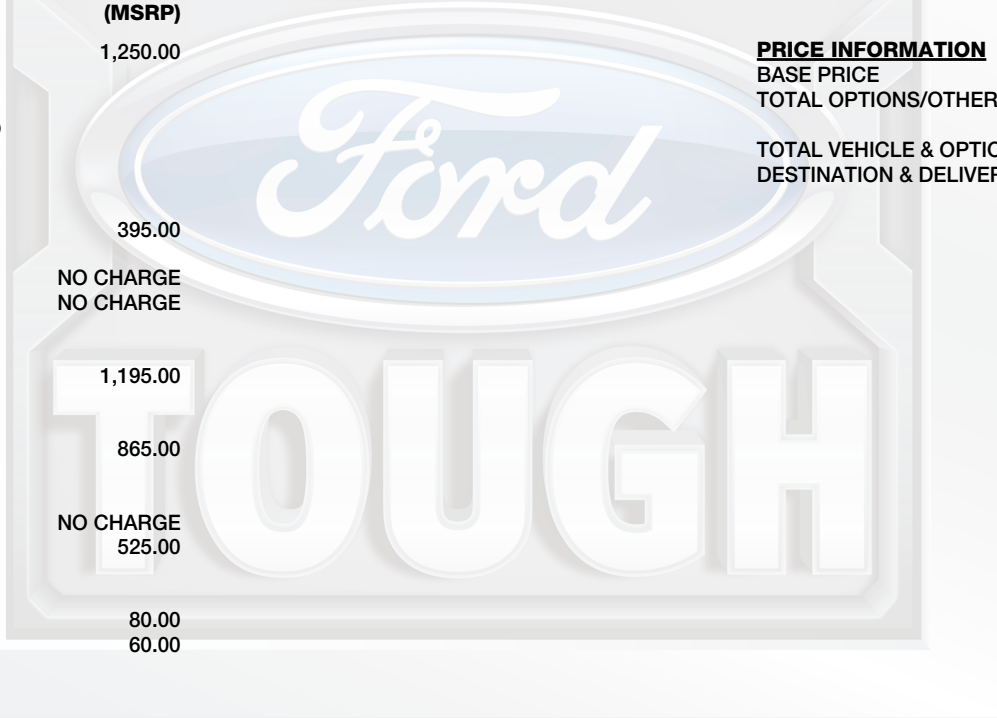 (MSRP)
1,250.00
395.00
NO CHARGE
NO CHARGE
1,195.00
865.00
NO CHARGE
525.00
80.00
60.00
PRICE INFORMATION
BASE PRICE
TOTAL OPTIONS/OTHER
TOTAL VEHICLE & OPTIO
DESTINATION & DELIVER
Ford
TOUGH